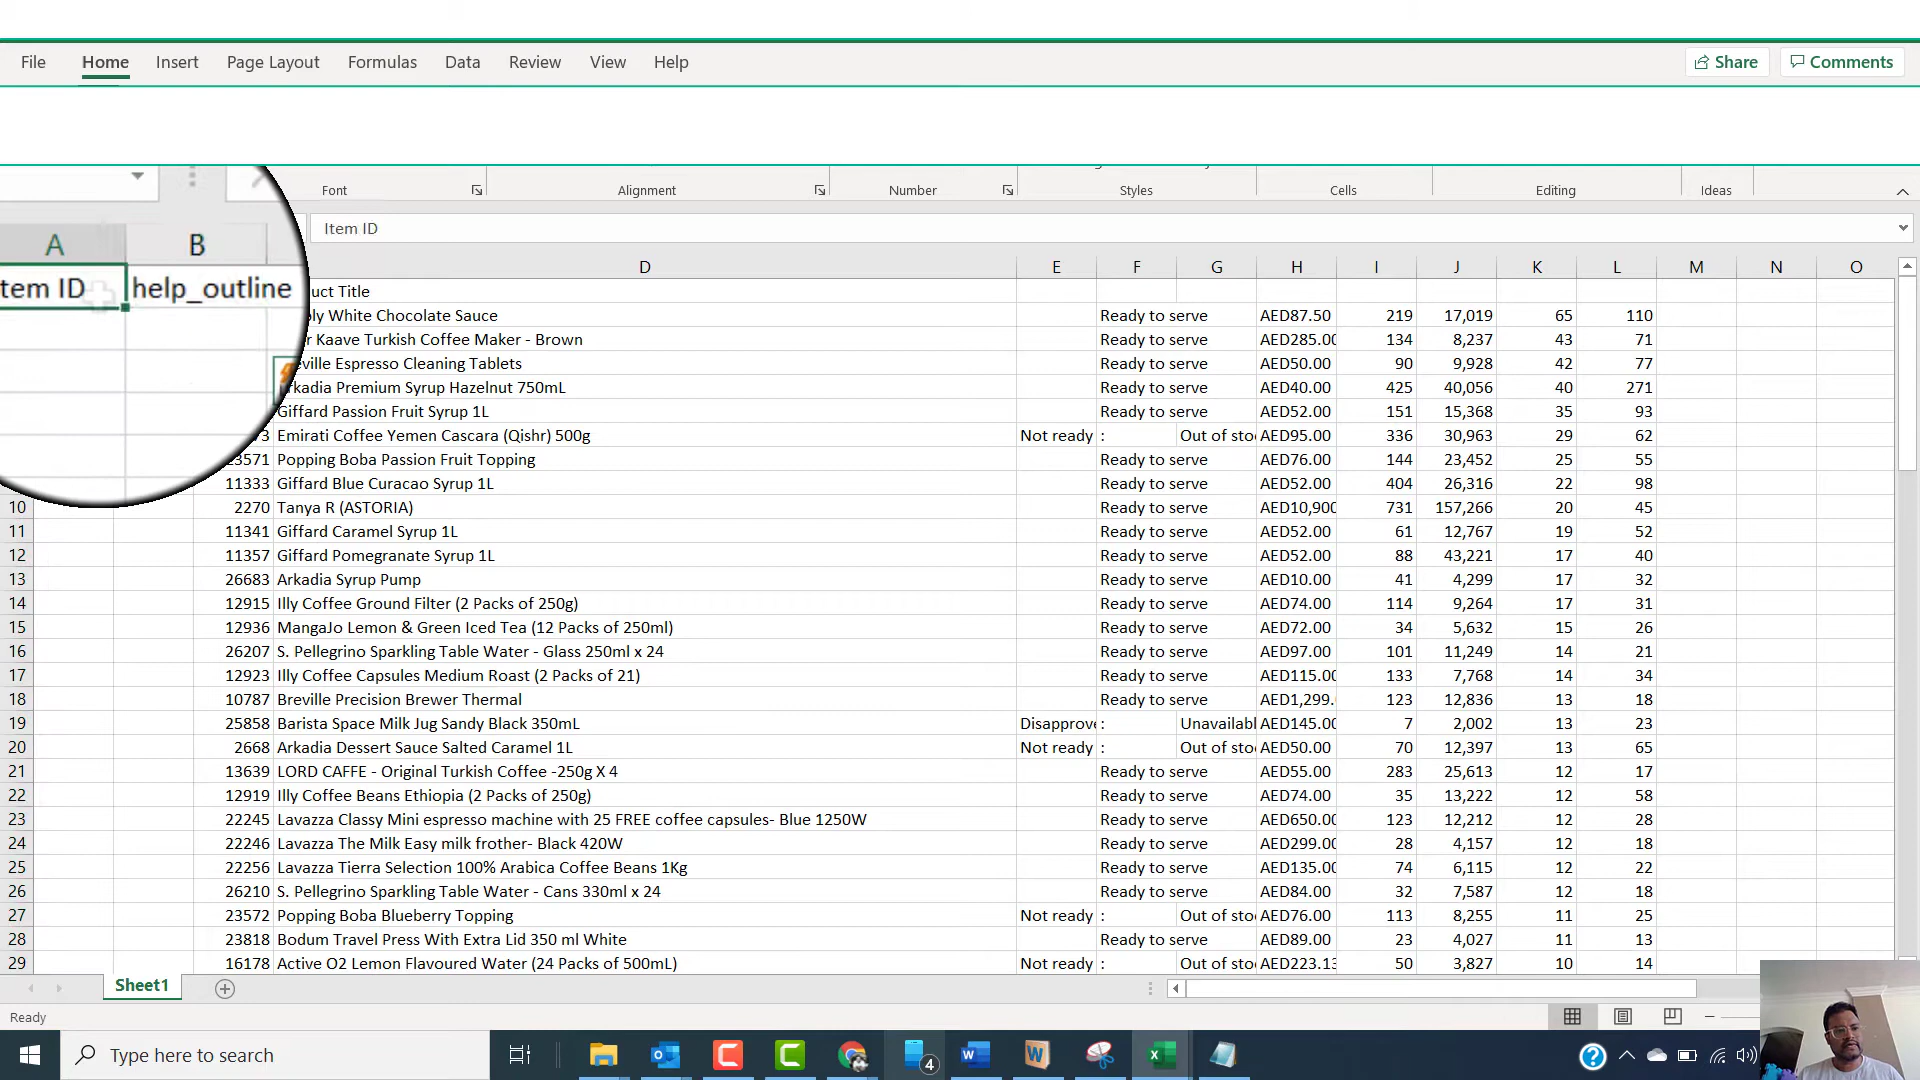 File Home Insert Page Layout Formulas Data Review View Help Share Comments
Font Alignment Number Styles Cells Editing Ideas
Item ID
A B D E F G H I J K L M N O
tem ID help_outline uct Title
ly White Chocolate Sauce Ready to serve AED87.50 219 17,019 65 110
r Kaave Turkish Coffee Maker - Brown Ready to serve AED285.00 134 8,237 43 71
eville Espresso Cleaning Tablets Ready to serve AED50.00 90 9,928 42 77
rkadia Premium Syrup Hazelnut 750mL Ready to serve AED40.00 425 40,056 40 271
Giffard Passion Fruit Syrup 1L Ready to serve AED52.00 151 15,368 35 93
3 Emirati Coffee Yemen Cascara (Qishr) 500g Not ready : Out of sto AED95.00 336 30,963 29 62
23571 Popping Boba Passion Fruit Topping Ready to serve AED76.00 144 23,452 25 55
11333 Giffard Blue Curacao Syrup 1L Ready to serve AED52.00 404 26,316 22 98
10 2270 Tanya R (ASTORIA) Ready to serve AED10,900 731 157,266 20 45
11 11341 Giffard Caramel Syrup 1L Ready to serve AED52.00 61 12,767 19 52
12 11357 Giffard Pomegranate Syrup 1L Ready to serve AED52.00 88 43,221 17 40
13 26683 Arkadia Syrup Pump Ready to serve AED10.00 41 4,299 17 32
14 12915 Illy Coffee Ground Filter (2 Packs of 250g) Ready to serve AED74.00 114 9,264 17 31
15 12936 MangaJo Lemon & Green Iced Tea (12 Packs of 250ml) Ready to serve AED72.00 34 5,632 15 26
16 26207 S. Pellegrino Sparkling Table Water - Glass 250ml x 24 Ready to serve AED97.00 101 11,249 14 21
17 12923 Illy Coffee Capsules Medium Roast (2 Packs of 21) Ready to serve AED115.00 133 7,768 14 34
18 10787 Breville Precision Brewer Thermal Ready to serve AED1,299. 123 12,836 13 18
19 25858 Barista Space Milk Jug Sandy Black 350mL Disapprove : Unavailabl AED145.00 7 2,002 13 23
20 2668 Arkadia Dessert Sauce Salted Caramel 1L Not ready : Out of sto AED50.00 70 12,397 13 65
21 13639 LORD CAFFE - Original Turkish Coffee -250g X 4 Ready to serve AED55.00 283 25,613 12 17
22 12919 Illy Coffee Beans Ethiopia (2 Packs of 250g) Ready to serve AED74.00 35 13,222 12 58
23 22245 Lavazza Classy Mini espresso machine with 25 FREE coffee capsules- Blue 1250W Ready to serve AED650.00 123 12,212 12 28
24 22246 Lavazza The Milk Easy milk frother- Black 420W Ready to serve AED299.00 28 4,157 12 18
25 22256 Lavazza Tierra Selection 100% Arabica Coffee Beans 1Kg Ready to serve AED135.00 74 6,115 12 22
26 26210 S. Pellegrino Sparkling Table Water - Cans 330ml x 24 Ready to serve AED84.00 32 7,587 12 18
27 23572 Popping Boba Blueberry Topping Not ready : Out of sto AED76.00 113 8,255 11 25
28 23818 Bodum Travel Press With Extra Lid 350 ml White Ready to serve AED89.00 23 4,027 11 13
29 16178 Active O2 Lemon Flavoured Water (24 Packs of 500mL) Not ready : Out of sto AED223.13 50 3,827 10 14
Sheet1
Ready
Type here to search 4